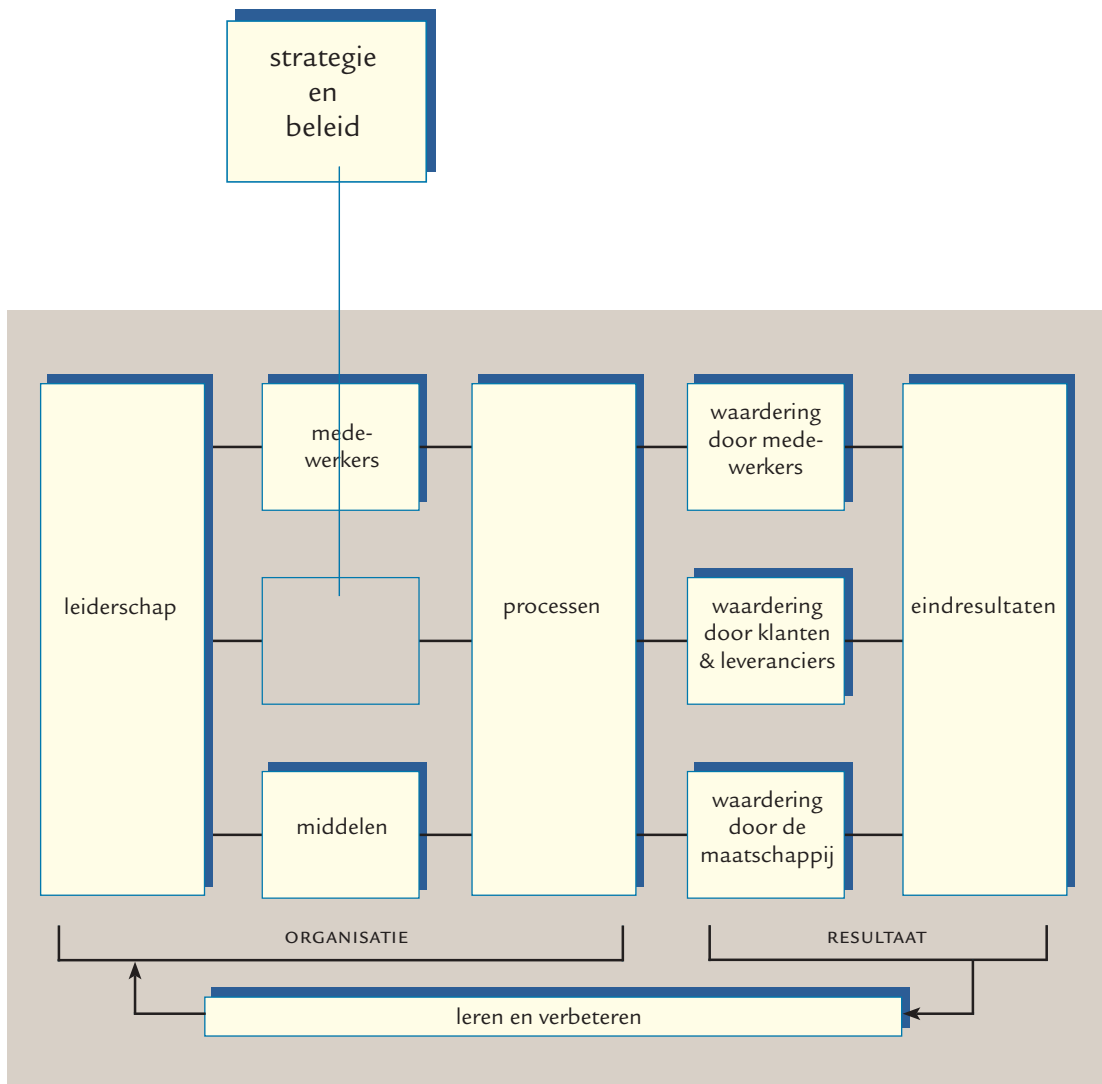 strategie
en
beleid
leiderschap
mede-
werkers
middelen
processen
waardering
door mede-
werkers
waardering
door klanten
& leveranciers
waardering
door de
maatschappij
eindresultaten
ORGANISATIE
RESULTAAT
leren en verbeteren